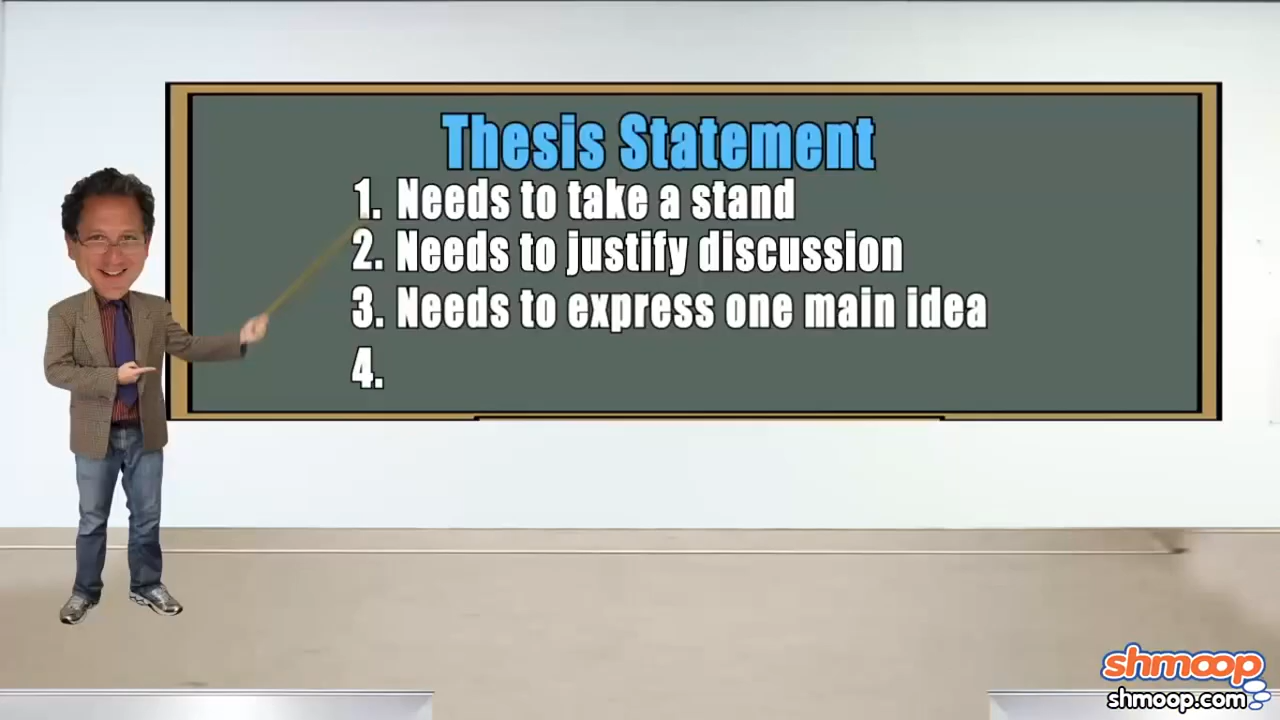 Thesis Statement
1. Needs to take a stand
2. Needs to justify discussion
3. Needs to express one main idea
4.
shmoop
shmoop.com